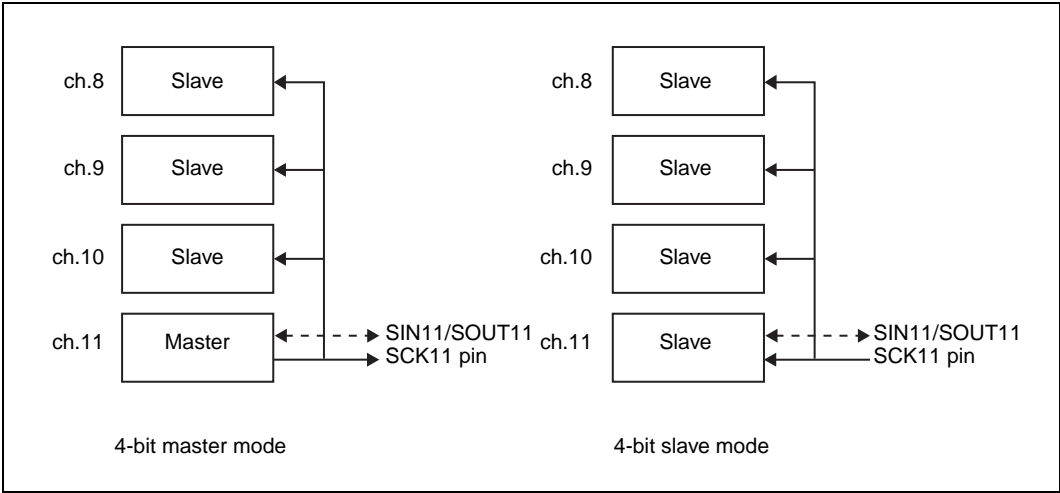 ch.8 Slave
ch.9 Slave
ch.10 Slave
ch.11 Master SIN11/SOUT11
SCK11 pin
4-bit master mode
ch.8 Slave
ch.9 Slave
ch.10 Slave
ch.11 Slave SIN11/SOUT11
SCK11 pin
4-bit slave mode